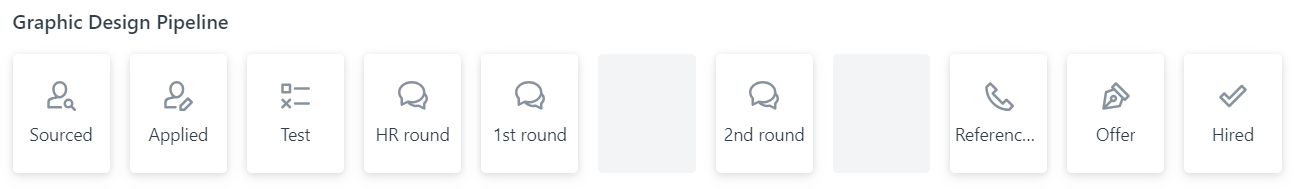 Graphic Design Pipeline
Sourced
Applied
Test
HR round
1st round
2nd round
Referenc...
Offer
Hired